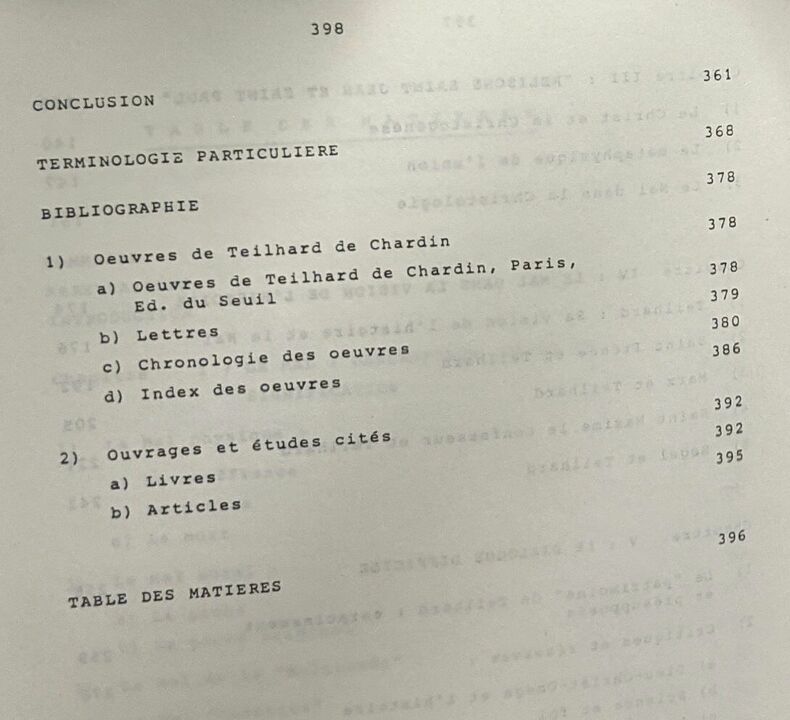 398
CONCLUSION 361
TERMINOLOGIE PARTICULIERE 368
BIBLIOGRAPHIE 378
1) Oeuvres de Teilhard de Chardin 378
a) Oeuvres de Teilhard de Chardin, Paris,
Ed. du Seuil 378
b) Lettres 379
c) Chronologie des oeuvres 380
d) Index des oeuvres 386
2) Ouvrages et études cités 392
a) Livres 392
b) Articles 395
TABLE DES MATIERES 396